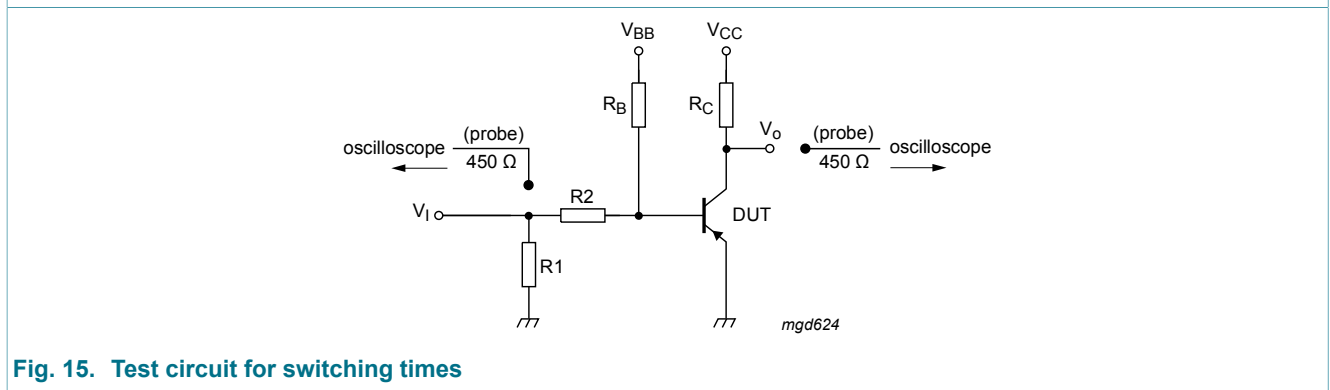 VBB VCC
RB RC
Vo
(probe) (probe)
oscilloscope oscilloscope
450 Ω 450 Ω
R2
VI DUT
R1
mgd624
Fig. 15. Test circuit for switching times